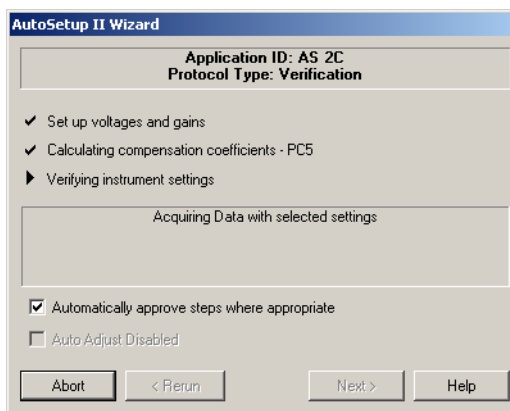 AutoSetup II Wizard
Application ID: AS 2C
Protocol Type: Verification
Set up voltages and gains
Calculating compensation coefficients - PC5
Verifying instrument settings
Acquiring Data with selected settings
Automatically approve steps where appropriate
Auto Adjust Disabled
Abort
< Rerun
Next >
Help